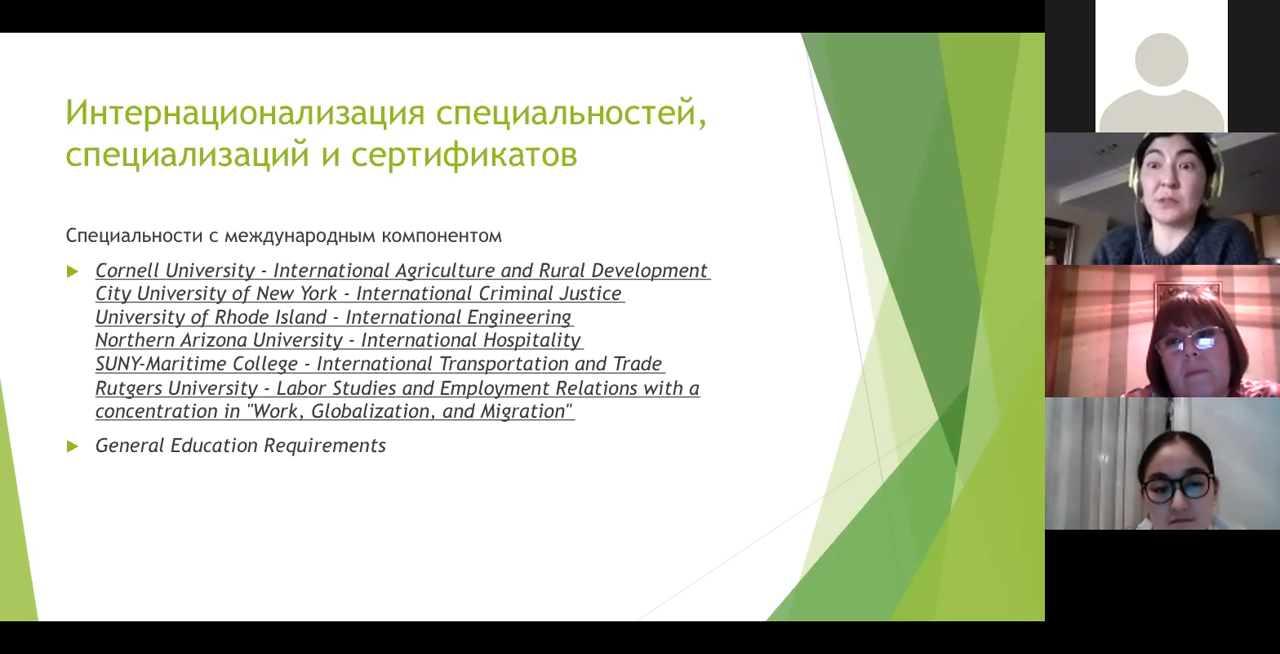 Интернационализация специальностей,
специализаций и сертификатов
Специальности с международным компонентом
Cornell University - International Agriculture and Rural Development
City University of New York - International Criminal Justice
University of Rhode Island - International Engineering
Northern Arizona University - International Hospitality
SUNY-Maritime College - International Transportation and Trade
Rutgers University - Labor Studies and Employment Relations with a
concentration in "Work, Globalization, and Migration"
General Education Requirements